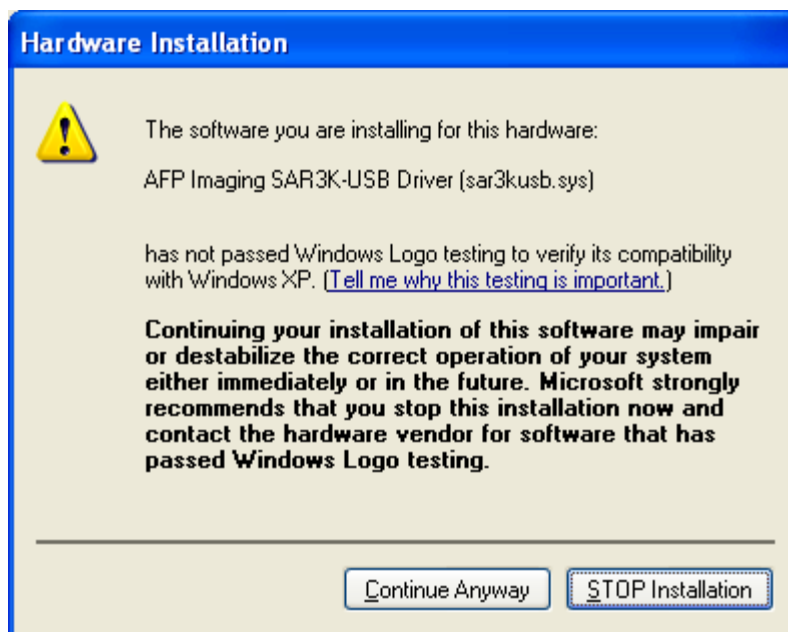 Hardware Installation
The software you are installing for this hardware:
AFP Imaging SAR3K-USB Driver (sar3kusb.sys)
has not passed Windows Logo testing to verify its compatibility
with Windows XP. (Tell me why this testing is important.)
Continuing your installation of this software may impair
or destabilize the correct operation of your system
either immediately or in the future. Microsoft strongly
recommends that you stop this installation now and
contact the hardware vendor for software that has
passed Windows Logo testing.
Continue Anyway
STOP Installation